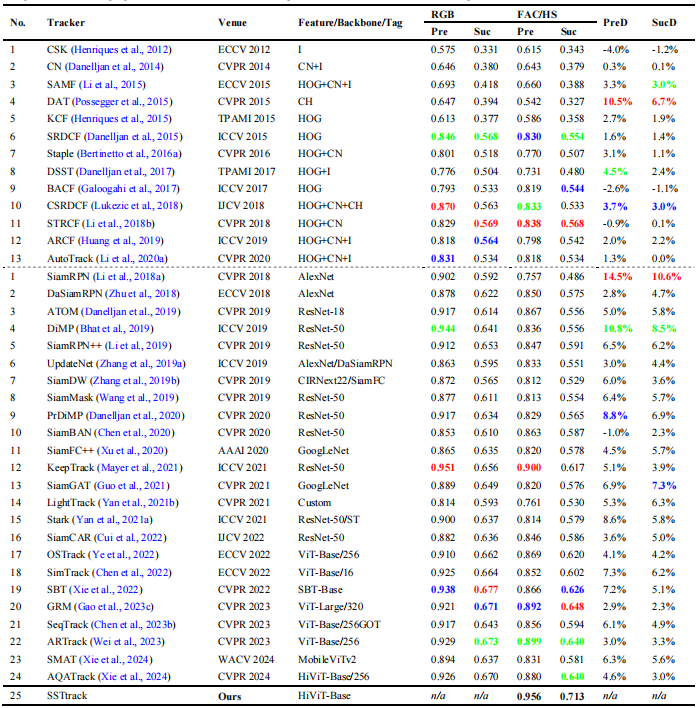 No. Tracker Venue Feature/Backbone/Tag RGB FAC/HS PreD SucD
Pre Suc Pre Suc
1 CSK (Henriques et al., 2012) ECCV 2012 I 0.575 0.331 0.615 0.343 -4.0% -1.2%
2 CN (Danelljan et al., 2014) CVPR 2014 CN+I 0.646 0.380 0.643 0.379 0.3% 0.1%
3 SAMF (Li et al., 2015) ECCV 2015 HOG+CN+I 0.693 0.418 0.660 0.388 3.3% 3.0%
4 DAT (Possegger et al., 2015) CVPR 2015 CH 0.647 0.394 0.542 0.327 10.5% 6.7%
5 KCF (Henriques et al., 2015) TPAMI 2015 HOG 0.613 0.377 0.586 0.358 2.7% 1.9%
6 SRDCF (Danelljan et al., 2015) ICCV 2015 HOG 0.846 0.568 0.830 0.554 1.6% 1.4%
7 Staple (Bertinetto et al., 2016a) CVPR 2016 HOG+CN 0.801 0.518 0.770 0.507 3.1% 1.1%
8 DSST (Danelljan et al., 2017) TPAMI 2017 HOG+I 0.776 0.504 0.731 0.480 4.5% 2.4%
9 BACF (Galoogahi et al., 2017) ICCV 2017 HOG 0.793 0.533 0.819 0.544 -2.6% -1.1%
10 CSRDCF (Lukezic et al., 2018) IJCV 2018 HOG+CN+CH 0.870 0.563 0.833 0.533 3.7% 3.0%
11 STRCF (Li et al., 2018b) CVPR 2018 HOG+CN 0.829 0.569 0.838 0.568 -0.9% 0.1%
12 ARCF (Huang et al., 2019) ICCV 2019 HOG+CN+I 0.818 0.564 0.798 0.542 2.0% 2.2%
13 AutoTrack (Li et al., 2020a) CVPR 2020 HOG+CN+I 0.831 0.534 0.818 0.534 1.3% 0.0%
1 SiamRPN (Li et al., 2018a) CVPR 2018 AlexNet 0.902 0.592 0.757 0.486 14.5% 10.6%
2 DaSiamRPN (Zhu et al., 2018) ECCV 2018 AlexNet 0.878 0.622 0.850 0.575 2.8% 4.7%
3 ATOM (Danelljan et al., 2019) CVPR 2019 ResNet-18 0.917 0.614 0.867 0.556 5.0% 5.8%
4 DiMP (Bhat et al., 2019) ICCV 2019 ResNet-50 0.944 0.641 0.836 0.556 10.8% 8.5%
5 SiamRPN++ (Li et al., 2019) CVPR 2019 ResNet-50 0.912 0.653 0.847 0.591 6.5% 6.2%
6 UpdateNet (Zhang et al., 2019a) ICCV 2019 AlexNet/DaSiamRPN 0.863 0.595 0.833 0.551 3.0% 4.4%
7 SiamDW (Zhang et al., 2019b) CVPR 2019 CIRNext22/SiamFC 0.872 0.565 0.812 0.529 6.0% 3.6%
8 SiamMask (Wang et al., 2019) CVPR 2019 ResNet-50 0.877 0.611 0.813 0.554 6.4% 5.7%
9 PrDiMP (Danelljan et al., 2020) CVPR 2020 ResNet-50 0.917 0.634 0.829 0.565 8.8% 6.9%
10 SiamBAN (Chen et al., 2020) CVPR 2020 ResNet-50 0.853 0.610 0.863 0.587 -1.0% 2.3%
11 SiamFC++ (Xu et al., 2020) AAAI 2020 GoogLeNet 0.865 0.635 0.820 0.578 4.5% 5.7%
12 KeepTrack (Mayer et al., 2021) ICCV 2021 ResNet-50 0.951 0.656 0.900 0.617 5.1% 3.9%
13 SiamGAT (Guo et al., 2021) CVPR 2021 GoogLeNet 0.889 0.649 0.820 0.576 6.9% 7.3%
14 LightTrack (Yan et al., 2021b) CVPR 2021 Custom 0.814 0.593 0.761 0.530 5.3% 6.3%
15 Stark (Yan et al., 2021a) ICCV 2021 ResNet-50/ST 0.900 0.637 0.814 0.579 8.6% 5.8%
16 SiamCAR (Cui et al., 2022) IJCV 2022 ResNet-50 0.882 0.636 0.846 0.586 3.6% 5.0%
17 OSTrack (Ye et al., 2022) ECCV 2022 ViT-Base/256 0.910 0.662 0.869 0.620 4.1% 4.2%
18 SimTrack (Chen et al., 2022) ECCV 2022 ViT-Base/16 0.925 0.664 0.852 0.602 7.3% 6.2%
19 SBT (Xie et al., 2022) CVPR 2022 SBT-Base 0.938 0.677 0.866 0.626 7.2% 5.1%
20 GRM (Gao et al., 2023c) CVPR 2023 ViT-Large/320 0.921 0.671 0.892 0.648 2.9% 2.3%
21 SeqTrack (Chen et al., 2023b) CVPR 2023 ViT-Base/256GOT 0.917 0.643 0.856 0.594 6.1% 4.9%
22 ARTrack (Wei et al., 2023) CVPR 2023 ViT-Base/256 0.929 0.673 0.899 0.640 3.0% 3.3%
23 SMAT (Xie et al., 2024) WACV 2024 MobileViTv2 0.894 0.637 0.831 0.581 6.3% 5.6%
24 AQATrack (Xie et al., 2024) CVPR 2024 HiViT-Base/256 0.926 0.670 0.880 0.640 4.6% 3.0%
25 SSTtrack Ours HiViT-Base n/a n/a 0.956 0.713 n/a n/a